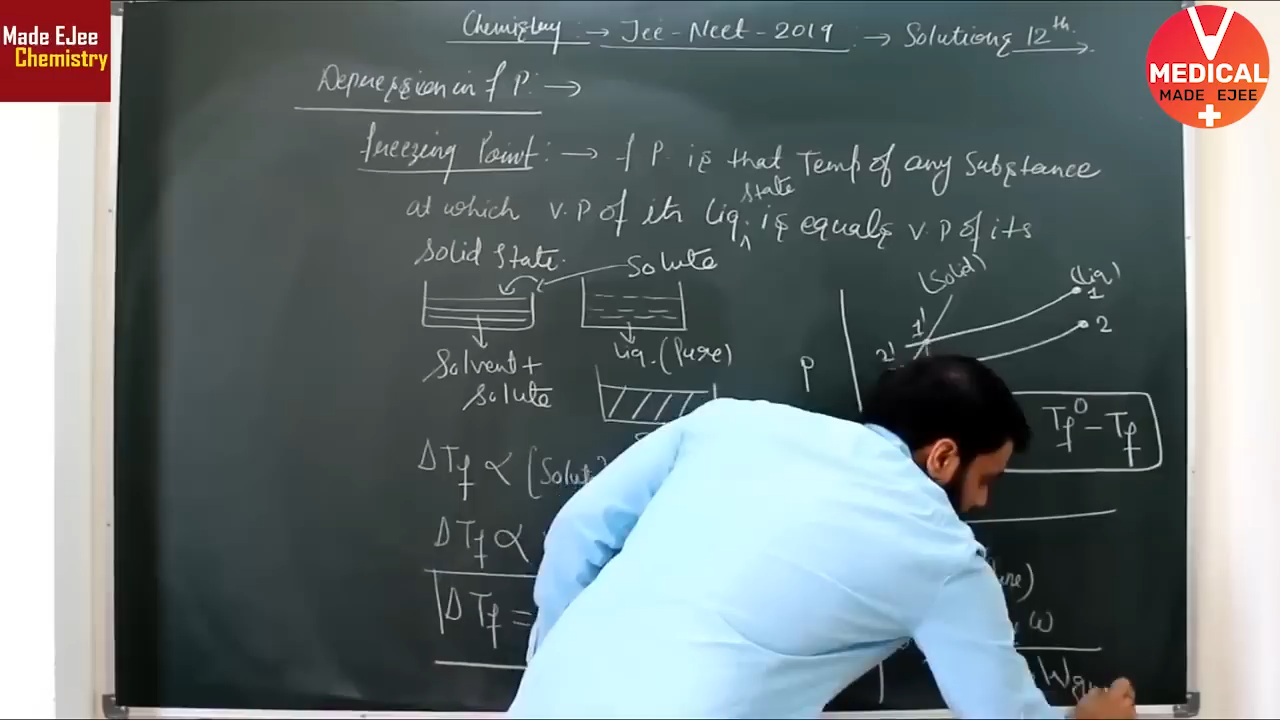 Made EJee
Chemistry
V
MEDICAL
MADE EJEE
Chemistry → Jee-Neet-2019 → Solutions 12th
Depression in f P. →
freezing Point: → f P. is that Temp of any Substance
at which V.P of its Liq. state is equals V.P of its
Solid State.
Solute
Solvent +
Solute
Liq. (Pure)
(Solid)
(Liq)
1
1'
2
2'
P
Tf° - Tf
ΔTf ∝ [Solute
ΔTf ∝
ΔTf =
ω